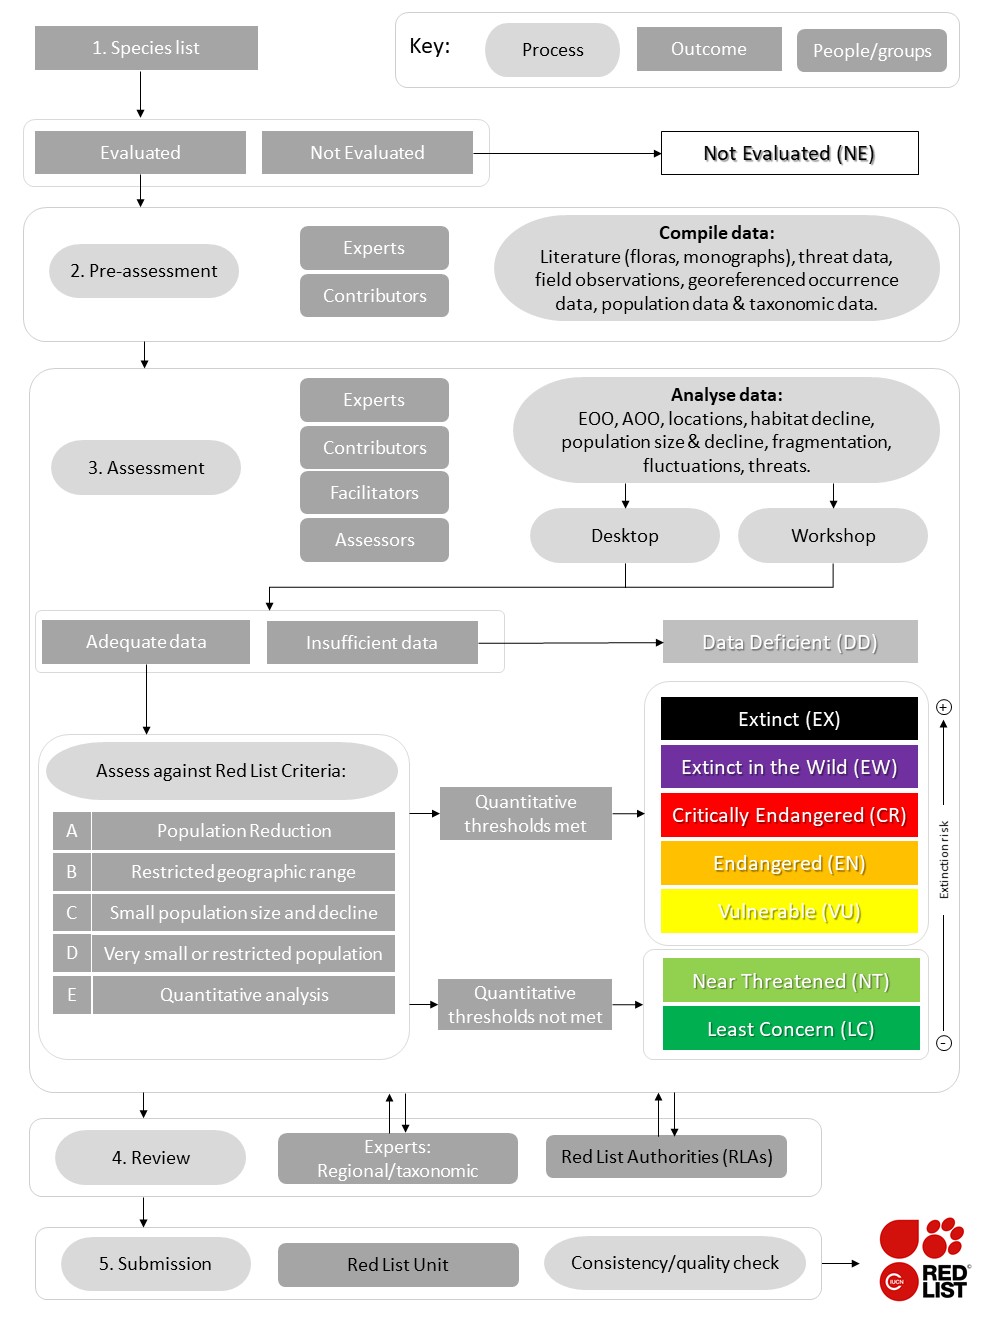 1. Species list
Key:
Process
Outcome
People/groups
Evaluated
Not Evaluated
Not Evaluated (NE)
2. Pre-assessment
Experts
Contributors
Compile data:
Literature (floras, monographs), threat data,
field observations, georeferenced occurrence
data, population data & taxonomic data.
3. Assessment
Experts
Contributors
Facilitators
Assessors
Analyse data:
EOO, AOO, locations, habitat decline,
population size & decline, fragmentation,
fluctuations, threats.
Desktop
Workshop
Adequate data
Insufficient data
Data Deficient (DD)
Assess against Red List Criteria:
A Population Reduction
B Restricted geographic range
C Small population size and decline
D Very small or restricted population
E Quantitative analysis
Quantitative
thresholds met
Quantitative
thresholds not met
Extinct (EX)
Extinct in the Wild (EW)
Critically Endangered (CR)
Endangered (EN)
Vulnerable (VU)
Near Threatened (NT)
Least Concern (LC)
+
Extinction risk
-
4. Review
Experts:
Regional/taxonomic
Red List Authorities (RLAs)
5. Submission
Red List Unit
Consistency/quality check
IUCN
RED
LIST
©